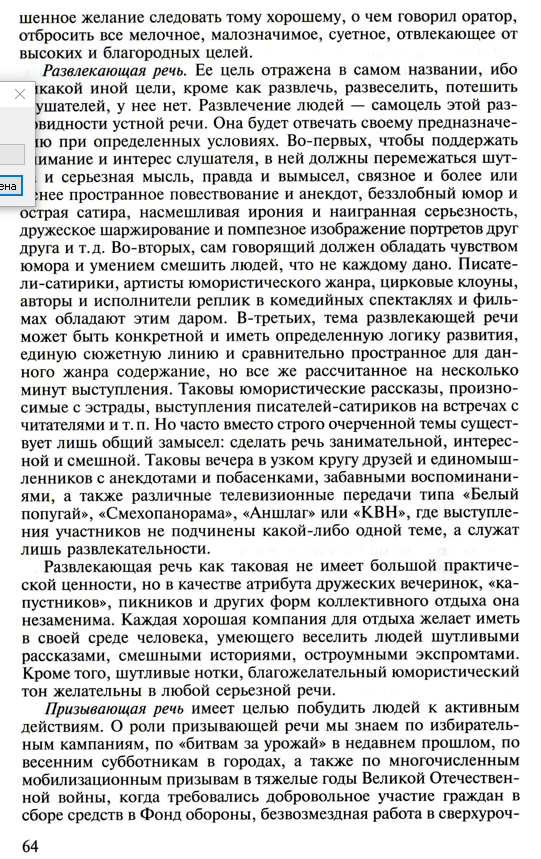 шенное желание следовать тому хорошему, о чем говорил оратор,
отбросить все мелочное, малозначимое, суетное, отвлекающее от
высоких и благородных целей.
Развлекающая речь. Ее цель отражена в самом названии, ибо
икакой иной цели, кроме как развлечь, развеселить, потешить
ушателей, у нее нет. Развлечение людей — самоцель этой раз-
овидности устной речи. Она будет отвечать своему предназначе-
ию при определенных условиях. Во-первых, чтобы поддержать
нимание и интерес слушателя, в ней должны перемежаться шут-
и серьезная мысль, правда и вымысел, связное и более или
ена
менее пространное повествование и анекдот, беззлобный юмор и
острая сатира, насмешливая ирония и наигранная серьезность,
дружеское шаржирование и помпезное изображение портретов друг
друга и т.д. Во-вторых, сам говорящий должен обладать чувством
юмора и умением смешить людей, что не каждому дано. Писате-
ли-сатирики, артисты юмористического жанра, цирковые клоуны,
авторы и исполнители реплик в комедийных спектаклях и филь-
мах обладают этим даром. В-третьих, тема развлекающей речи
может быть конкретной и иметь определенную логику развития,
единую сюжетную линию и сравнительно пространное для дан-
ного жанра содержание, но все же рассчитанное на несколько
минут выступления. Таковы юмористические рассказы, произно-
симые с эстрады, выступления писателей-сатириков на встречах с
читателями и т.п. Но часто вместо строго очерченной темы сущест-
вует лишь общий замысел: сделать речь занимательной, интерес-
ной и смешной. Таковы вечера в узком кругу друзей и единомыш-
ленников с анекдотами и побасенками, забавными воспоминани-
ями, а также различные телевизионные передачи типа «Белый
попугай», «Смехопанорама», «Аншлаг» или «КВН», где выступле-
ния участников не подчинены какой-либо одной теме, а служат
лишь развлекательности.
Развлекающая речь как таковая не имеет большой практиче-
ской ценности, но в качестве атрибута дружеских вечеринок, «ка-
пустников», пикников и других форм коллективного отдыха она
незаменима. Каждая хорошая компания для отдыха желает иметь
в своей среде человека, умеющего веселить людей шутливыми
рассказами, смешными историями, остроумными экспромтами.
Кроме того, шутливые нотки, благожелательный юмористический
тон желательны в любой серьезной речи.
Призывающая речь имеет целью побудить людей к активным
действиям. О роли призывающей речи мы знаем по избиратель-
ным кампаниям, по «битвам за урожай» в недавнем прошлом, по
весенним субботникам в городах, а также по многочисленным
мобилизационным призывам в тяжелые годы Великой Отечествен-
ной войны, когда требовались добровольное участие граждан в
сборе средств в Фонд обороны, безвозмездная работа в сверхуроч-
64